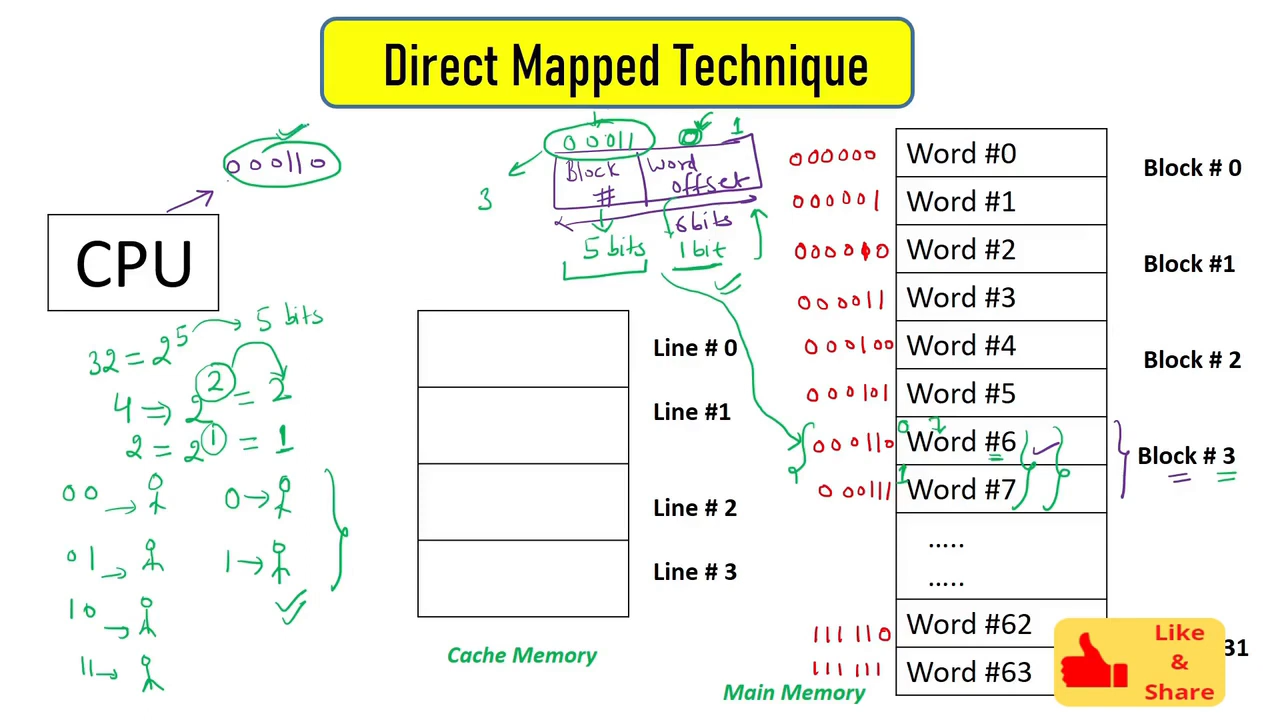 Direct Mapped Technique
000110
CPU
32 = 2^5 → 5 bits
4 ⇒ 2^2 = 2
2 = 2^1 = 1
00 →
01 →
10 →
11 →
0 →
1 →
00011 0 1
Block # Word offset
3
6 bits
5 bits 1 bit
Line # 0
Line #1
Line # 2
Line # 3
Cache Memory
000000 Word #0
Block # 0
000001 Word #1
000010 Word #2
Block #1
000011 Word #3
000100 Word #4
Block # 2
000101 Word #5
000110 0 Word #6
Block # 3
000111 1 Word #7
.....
.....
111110 Word #62
111111 Word #63
31
Main Memory
Like
&
Share